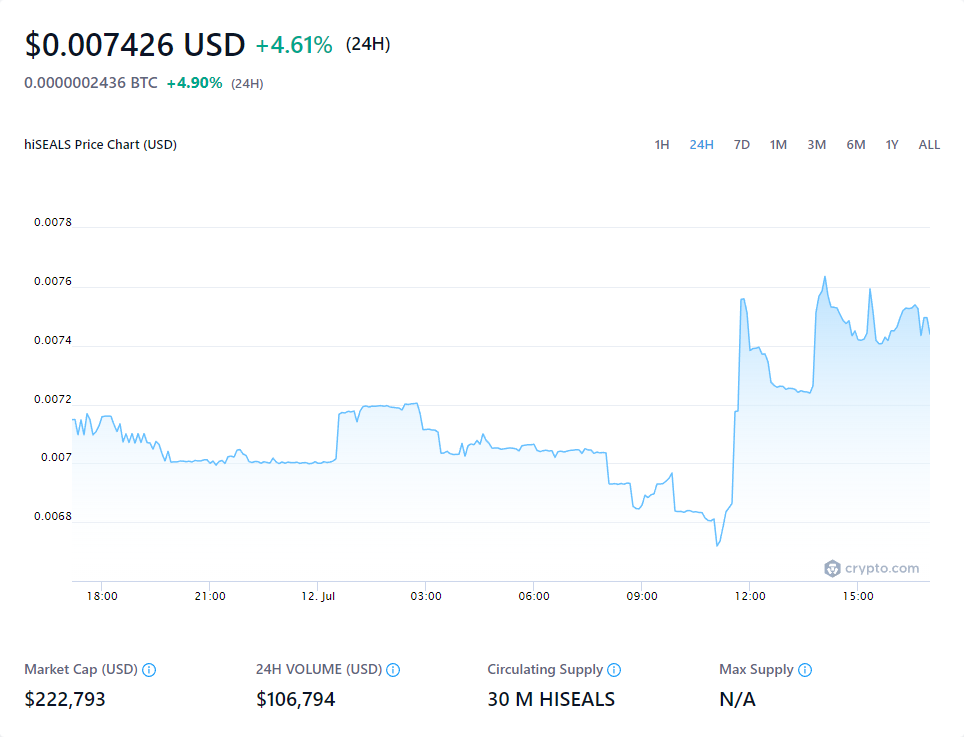 $0.007426 USD +4.61% (24H)
0.0000002436 BTC +4.90% (24H)
hiSEALS Price Chart (USD) 1H 24H 7D 1M 3M 6M 1Y ALL
0.0078
0.0076
0.0074
0.0072
0.007
0.0068
crypto.com
18:00 21:00 12. Jul 03:00 06:00 09:00 12:00 15:00
Market Cap (USD) 24H VOLUME (USD) Circulating Supply Max Supply
$222,793 $106,794 30 M HISEALS N/A